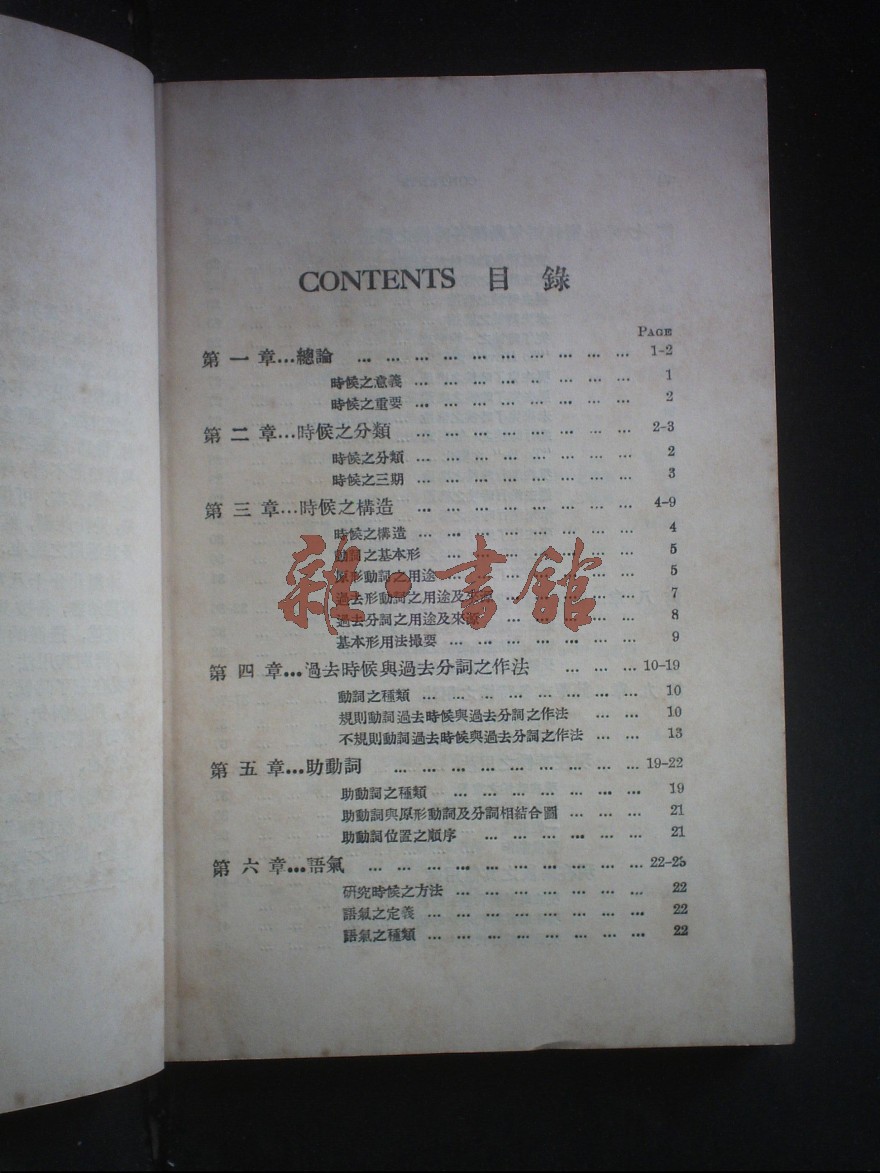 CONTENTS 目 錄
PAGE
第 一 章…總論 … … … … … … … … … … 1-2
時候之意義 … … … … .. … … … 1
時候之重要 … … … … … … … … 2
第 二 章…時候之分類 … … … … … … … … 2-3
時候之分類 … … … … … … … … 2
時候之三期 … … … … … … … … 3
第 三 章…時候之構造 … … … … … … … … 4-9
時候之構造 … … … … … … … … 4
動詞之基本形 … … … … … … … 5
原形動詞之用途 … … … … … … … 5
過去形動詞之用途及來源 … … … … … 7
過去分詞之用途及來源 … … … … … 8
基本形用法撮要 … … … … … … … 9
第 四 章…過去時候與過去分詞之作法 … … … 10-19
動詞之種類 … … … … … … … … 10
規則動詞過去時候與過去分詞之作法 … … 10
不規則動詞過去時候與過去分詞之作法 … … 13
第 五 章…助動詞 … … … … … … … … … 19-22
助動詞之種類 … … … … … … … 19
助動詞與原形動詞及分詞相結合圖 … … … 21
助動詞位置之順序 … … … … … … 21
第 六 章…語氣 … … … … … … … … … … 22-25
研究時候之方法 … … … … … … … 22
語氣之定義 … … … … … … … … 22
語氣之種類 … … … … … … … … 22
雜·書館